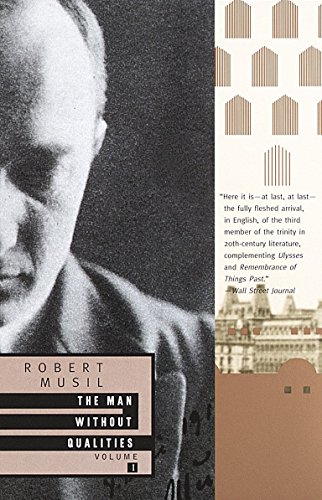 "Here it is—at last, at last—
the fully fleshed arrival,
in English, of the third
member of the trinity in
20th-century literature,
complementing Ulysses
and Remembrance of
Things Past."
—Wall Street Journal
ROBERT
MUSIL
THE MAN
WITHOUT
QUALITIES
VOLUME
I